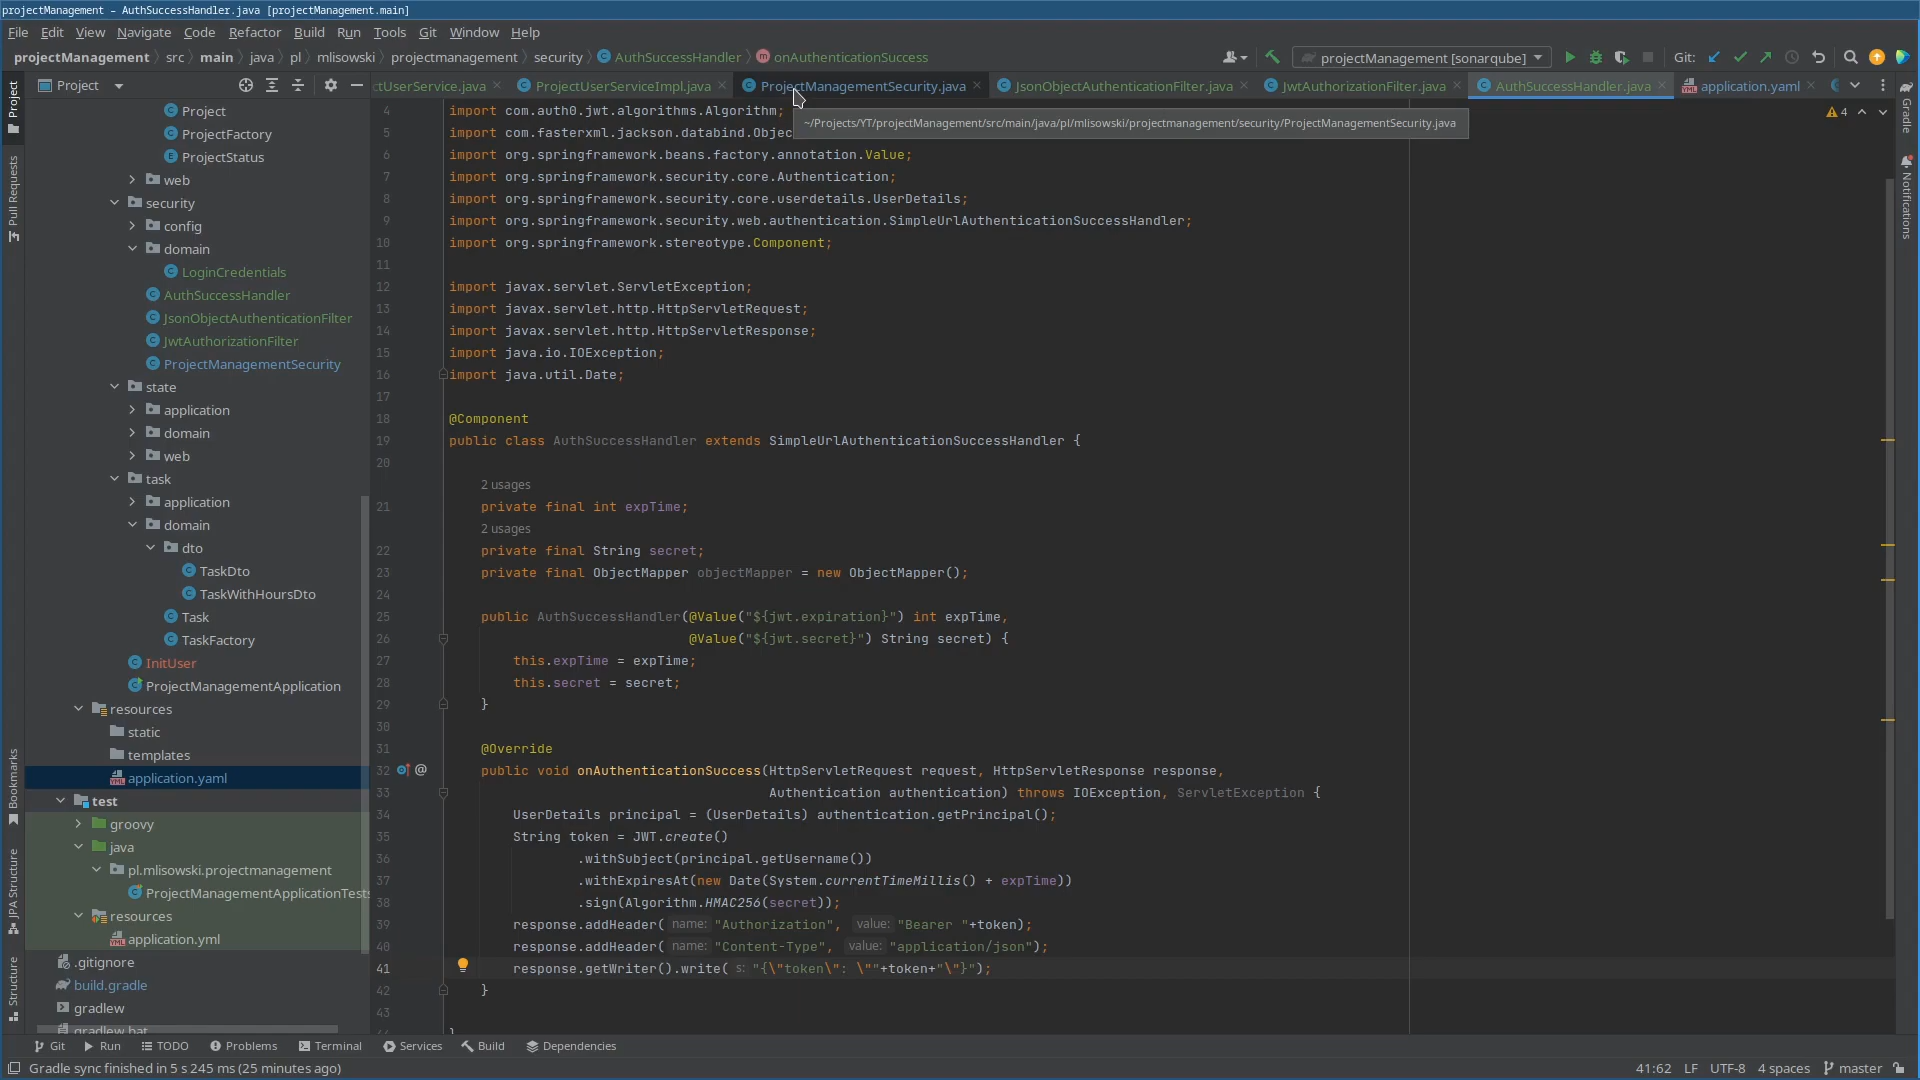 projectManagement – AuthSuccessHandler.java [projectManagement.main]
File Edit View Navigate Code Refactor Build Run Tools Git Window Help
projectManagement src main java pl mlisowski projectmanagement security AuthSuccessHandler onAuthenticationSuccess projectManagement [sonarqube] Git:
Project
ctUserService.java ProjectUserServiceImpl.java ProjectManagementSecurity.java JsonObjectAuthenticationFilter.java JwtAuthorizationFilter.java AuthSuccessHandler.java application.yaml
~/Projects/YT/projectManagement/src/main/java/pl/mlisowski/projectmanagement/security/ProjectManagementSecurity.java
4
Project
Pull Requests
Bookmarks
JPA Structure
Structure
Gradle
Notifications
Project
ProjectFactory
ProjectStatus
web
security
config
domain
LoginCredentials
AuthSuccessHandler
JsonObjectAuthenticationFilter
JwtAuthorizationFilter
ProjectManagementSecurity
state
application
domain
web
task
application
domain
dto
TaskDto
TaskWithHoursDto
Task
TaskFactory
InitUser
ProjectManagementApplication
resources
static
templates
application.yaml
test
groovy
java
pl.mlisowski.projectmanagement
ProjectManagementApplicationTests
resources
application.yml
.gitignore
build.gradle
gradlew
gradlew.bat
4 import com.auth0.jwt.algorithms.Algorithm;
5 import com.fasterxml.jackson.databind.Objec
6 import org.springframework.beans.factory.annotation.Value;
7 import org.springframework.security.core.Authentication;
8 import org.springframework.security.core.userdetails.UserDetails;
9 import org.springframework.security.web.authentication.SimpleUrlAuthenticationSuccessHandler;
10 import org.springframework.stereotype.Component;
11
12 import javax.servlet.ServletException;
13 import javax.servlet.http.HttpServletRequest;
14 import javax.servlet.http.HttpServletResponse;
15 import java.io.IOException;
16 import java.util.Date;
17
18 @Component
19 public class AuthSuccessHandler extends SimpleUrlAuthenticationSuccessHandler {
20
2 usages
21 private final int expTime;
2 usages
22 private final String secret;
23 private final ObjectMapper objectMapper = new ObjectMapper();
24
25 public AuthSuccessHandler(@Value("${jwt.expiration}") int expTime,
26 @Value("${jwt.secret}") String secret) {
27 this.expTime = expTime;
28 this.secret = secret;
29 }
30
31 @Override
32 @ public void onAuthenticationSuccess(HttpServletRequest request, HttpServletResponse response,
33 Authentication authentication) throws IOException, ServletException {
34 UserDetails principal = (UserDetails) authentication.getPrincipal();
35 String token = JWT.create()
36 .withSubject(principal.getUsername())
37 .withExpiresAt(new Date(System.currentTimeMillis() + expTime))
38 .sign(Algorithm.HMAC256(secret));
39 response.addHeader( name: "Authorization", value: "Bearer "+token);
40 response.addHeader( name: "Content-Type", value: "application/json");
41 response.getWriter().write( s: "{\"token\": \""+token+"\"}");
42 }
43
44 }
Git Run TODO Problems Terminal Services Build Dependencies
Gradle sync finished in 5 s 245 ms (25 minutes ago) 41:62 LF UTF-8 4 spaces master